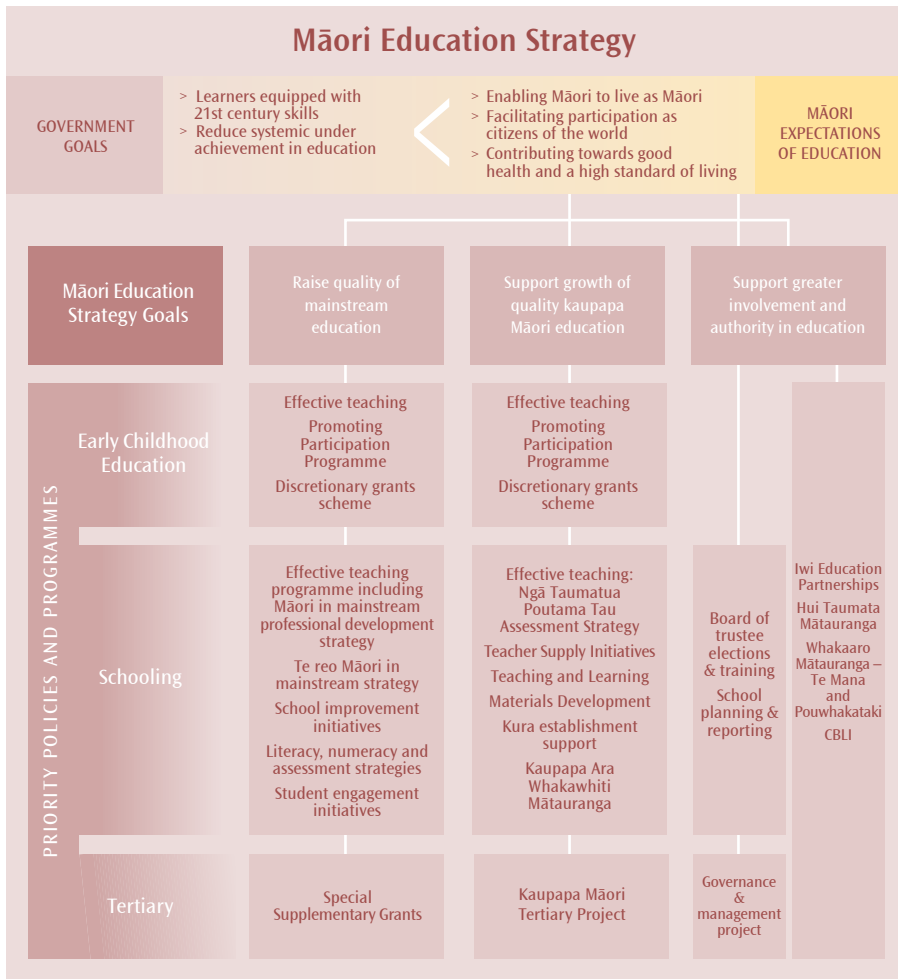 Māori Education Strategy
GOVERNMENT
GOALS
> Learners equipped with
21st century skills
> Reduce systemic under
achievement in education
<
> Enabling Māori to live as Māori
> Facilitating participation as
citizens of the world
> Contributing towards good
health and a high standard of living
MĀORI
EXPECTATIONS
OF EDUCATION
Māori Education
Strategy Goals
Raise quality of
mainstream
education
Support growth of
quality kaupapa
Māori education
Support greater
involvement and
authority in education
PRIORITY POLICIES AND PROGRAMMES
Early Childhood
Education
Effective teaching
Promoting
Participation
Programme
Discretionary grants
scheme
Effective teaching
Promoting
Participation
Programme
Discretionary grants
scheme
Schooling
Effective teaching
programme including
Māori in mainstream
professional development
strategy
Te reo Māori in
mainstream strategy
School improvement
initiatives
Literacy, numeracy and
assessment strategies
Student engagement
initiatives
Effective teaching:
Ngā Taumatua
Poutama Tau
Assessment Strategy
Teacher Supply Initiatives
Teaching and Learning
Materials Development
Kura establishment
support
Kaupapa Ara
Whakawhiti
Mātauranga
Board of
trustee
elections
& training
School
planning &
reporting
Iwi Education
Partnerships
Hui Taumata
Mātauranga
Whakaaro
Mātauranga –
Te Mana
and
Pouwhakataki
CBLI
Tertiary
Special
Supplementary Grants
Kaupapa Māori
Tertiary Project
Governance
&
management
project